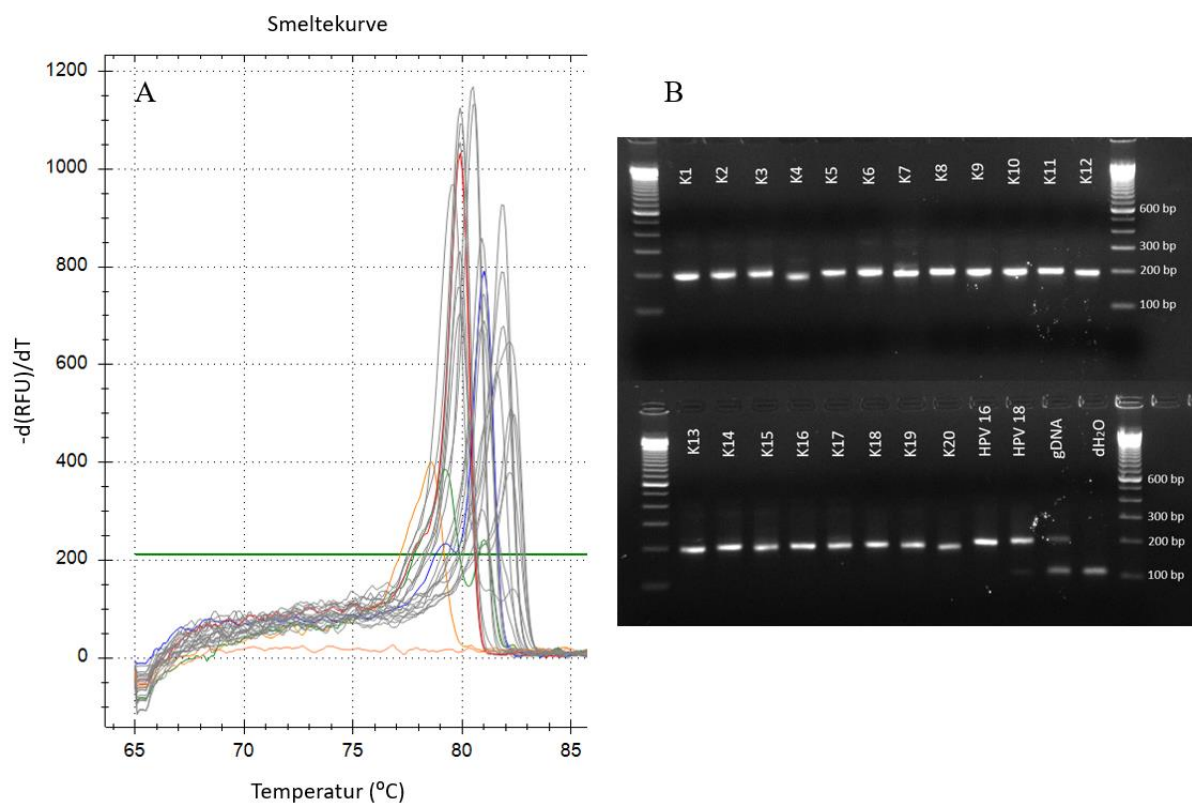 Smeltekurve
A
-d(RFU)/dT
1200
1000
800
600
400
200
0
65 70 75 80 85
Temperatur (°C)
B
K1 K2 K3 K4 K5 K6 K7 K8 K9 K10 K11 K12
600 bp
300 bp
200 bp
100 bp
K13 K14 K15 K16 K17 K18 K19 K20 HPV 16 HPV 18 gDNA dH₂O
600 bp
300 bp
200 bp
100 bp